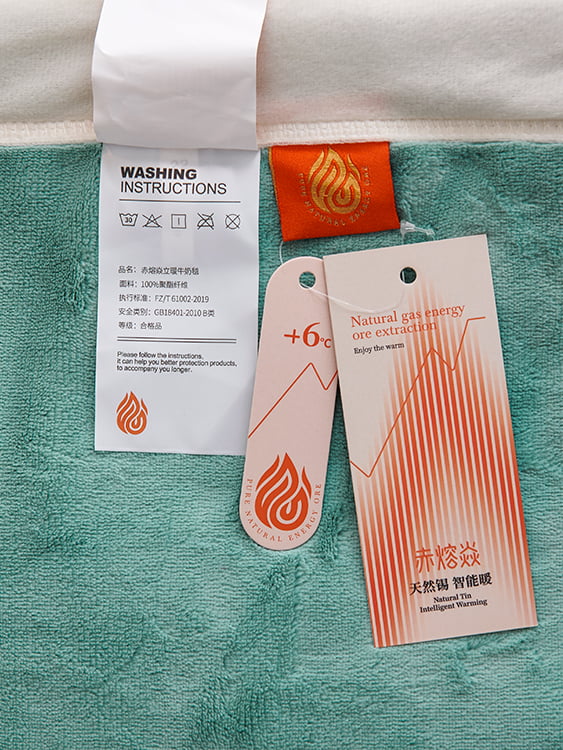 WASHING
INSTRUCTIONS
30
品名：赤熔焱立暖牛奶毯
面料：100%聚酯纤维
执行标准：FZ/T 61002-2019
安全类别：GB18401-2010 B类
等级：合格品
Please follow the instructions,
it can help you better protection products,
to accompany you longer.
PURE NATURAL ENERGY ORE
+6°C
PURE NATURAL ENERGY ORE
Natural gas energy
ore extraction
Enjoy the warm
赤熔焱
天然锡 智能暖
Natural Tin
Intelligent Warming